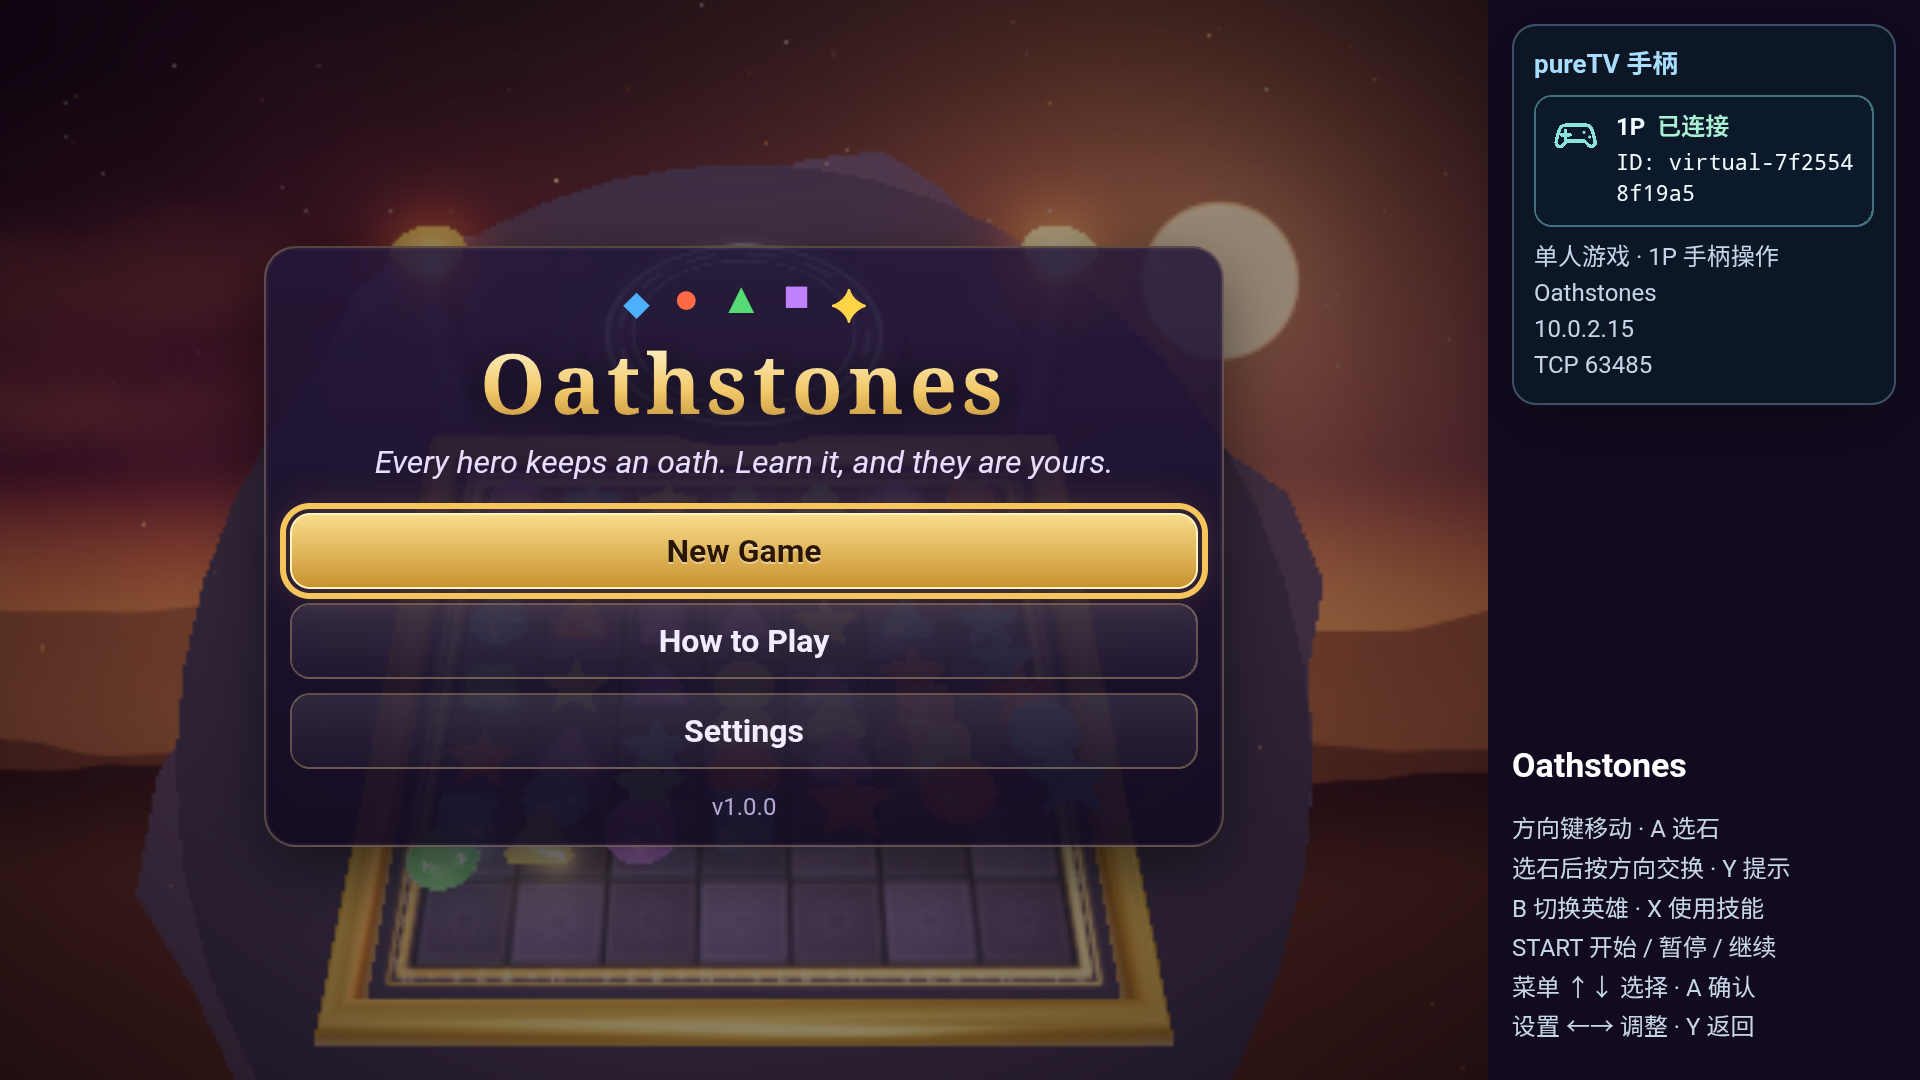 Oathstones
Every hero keeps an oath. Learn it, and they are yours.
New Game
How to Play
Settings
v1.0.0
pureTV 手柄
1P 已连接
ID: virtual-7f2554
8f19a5
单人游戏 · 1P 手柄操作
Oathstones
10.0.2.15
TCP 63485
Oathstones
方向键移动 · A 选石
选石后按方向交换 · Y 提示
B 切换英雄 · X 使用技能
START 开始 / 暂停 / 继续
菜单 ↑↓ 选择 · A 确认
设置 ←→ 调整 · Y 返回